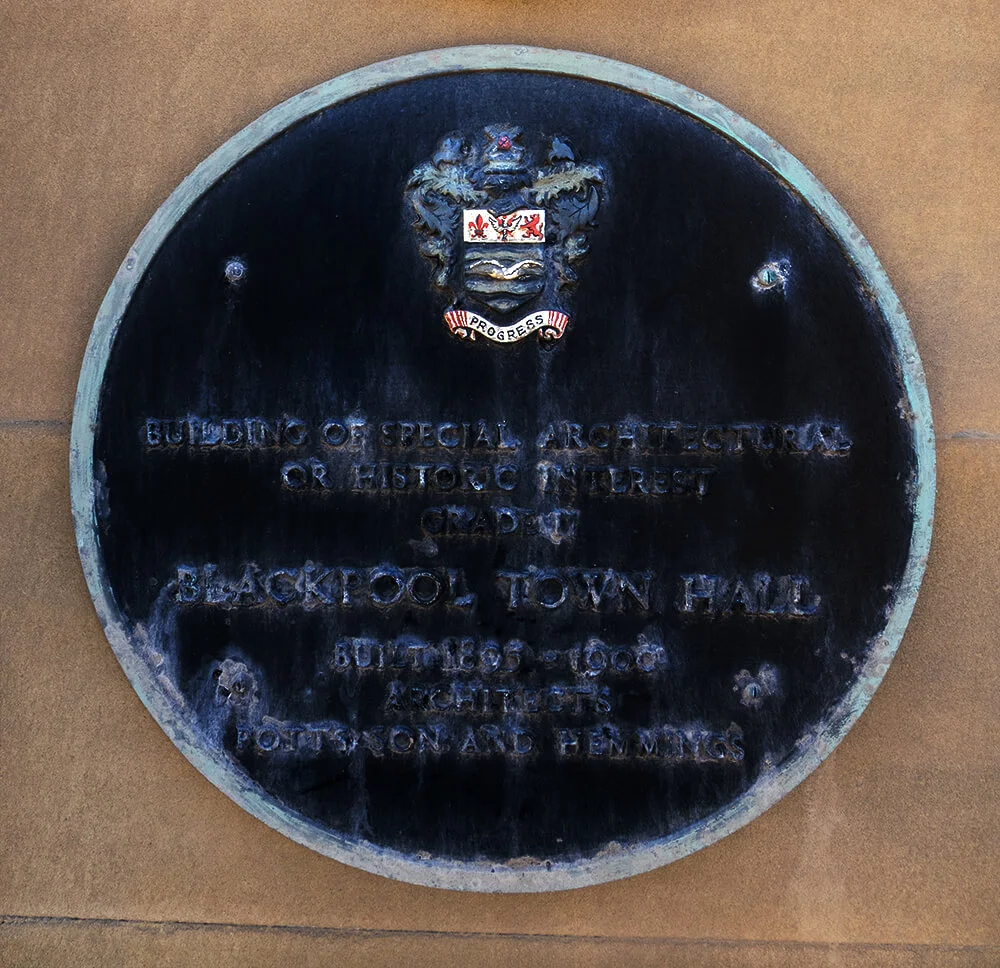 PROGRESS
BUILDING OF SPECIAL ARCHITECTURAL
OR HISTORIC INTEREST
GRADE II
BLACKPOOL TOWN HALL
BUILT 1895 - 1900
ARCHITECTS
POTTS, SON AND HENNINGS